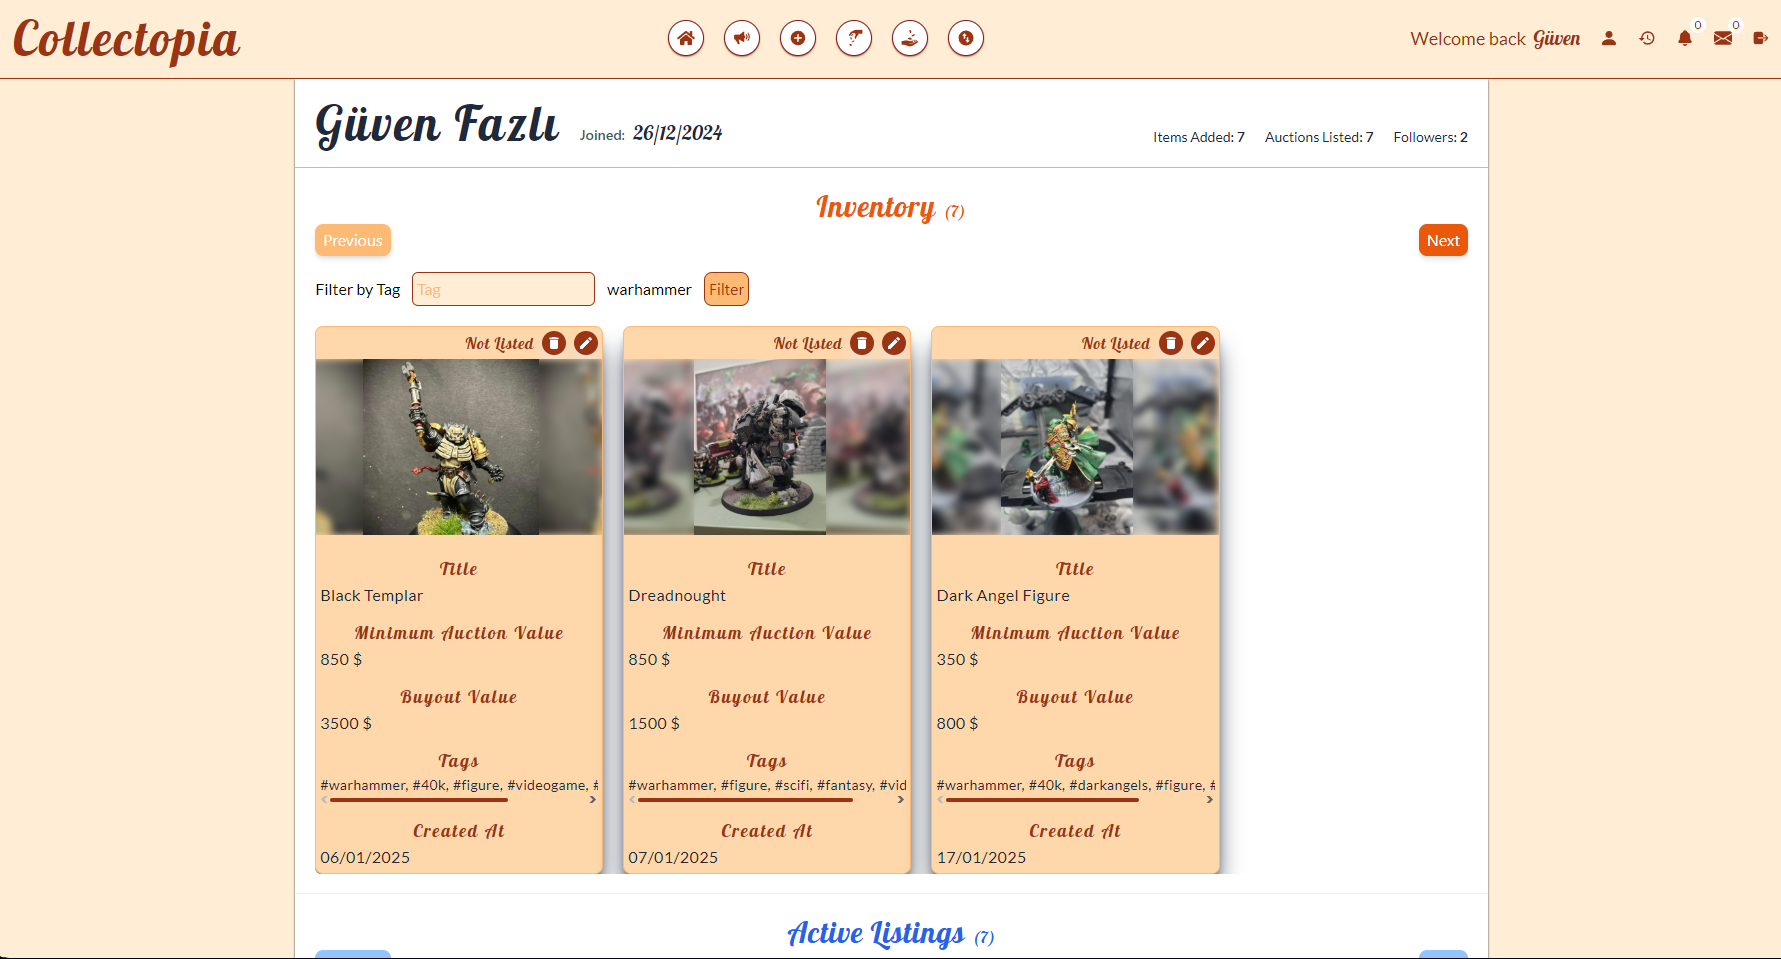 Collectopia
Welcome back Güven
0
0
Güven Fazlı
Joined: 26/12/2024
Items Added: 7
Auctions Listed: 7
Followers: 2
Inventory (7)
Previous
Next
Filter by Tag
Tag
warhammer
Filter
Not Listed
Title
Black Templar
Minimum Auction Value
850 $
Buyout Value
3500 $
Tags
#warhammer, #40k, #figure, #videogame, #
Created At
06/01/2025
Not Listed
Title
Dreadnought
Minimum Auction Value
850 $
Buyout Value
1500 $
Tags
#warhammer, #figure, #scifi, #fantasy, #vid
Created At
07/01/2025
Not Listed
Title
Dark Angel Figure
Minimum Auction Value
350 $
Buyout Value
800 $
Tags
#warhammer, #40k, #darkangels, #figure, #
Created At
17/01/2025
Active Listings (7)